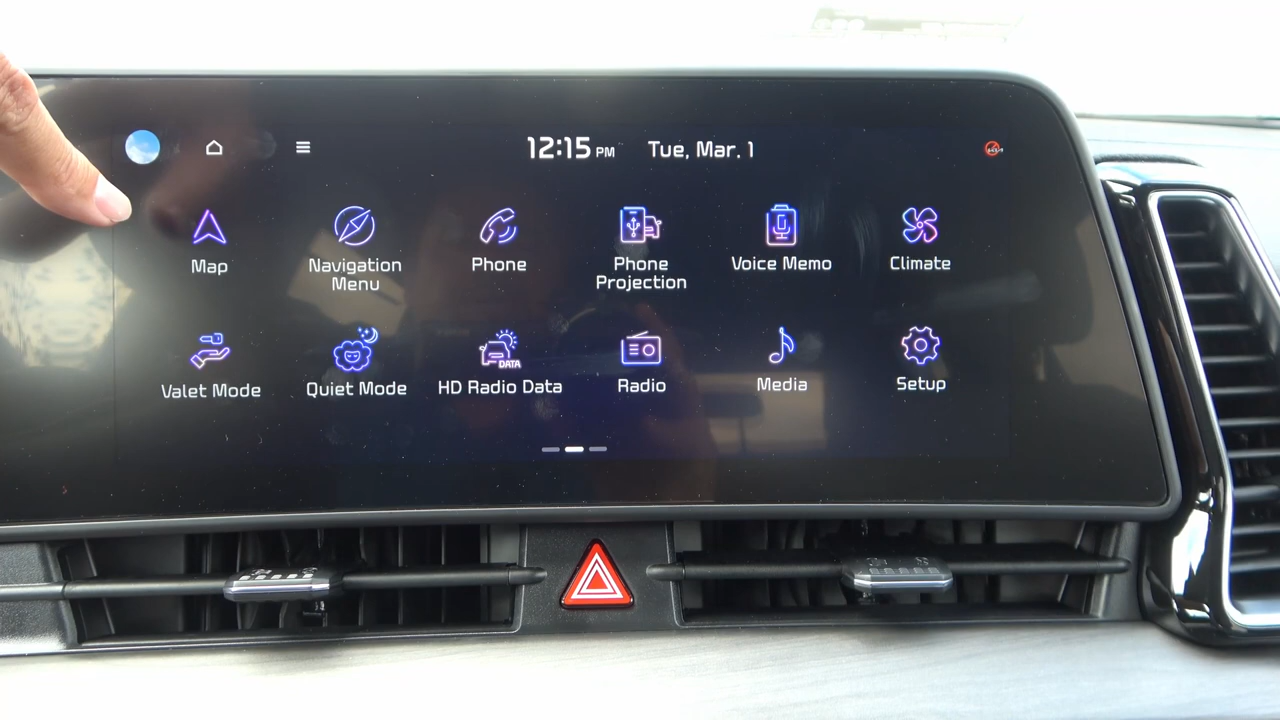 12:15 PM Tue, Mar. 1
Map
Navigation Menu
Phone
Phone Projection
Voice Memo
Climate
Valet Mode
Quiet Mode
DATA
HD Radio Data
Radio
Media
Setup